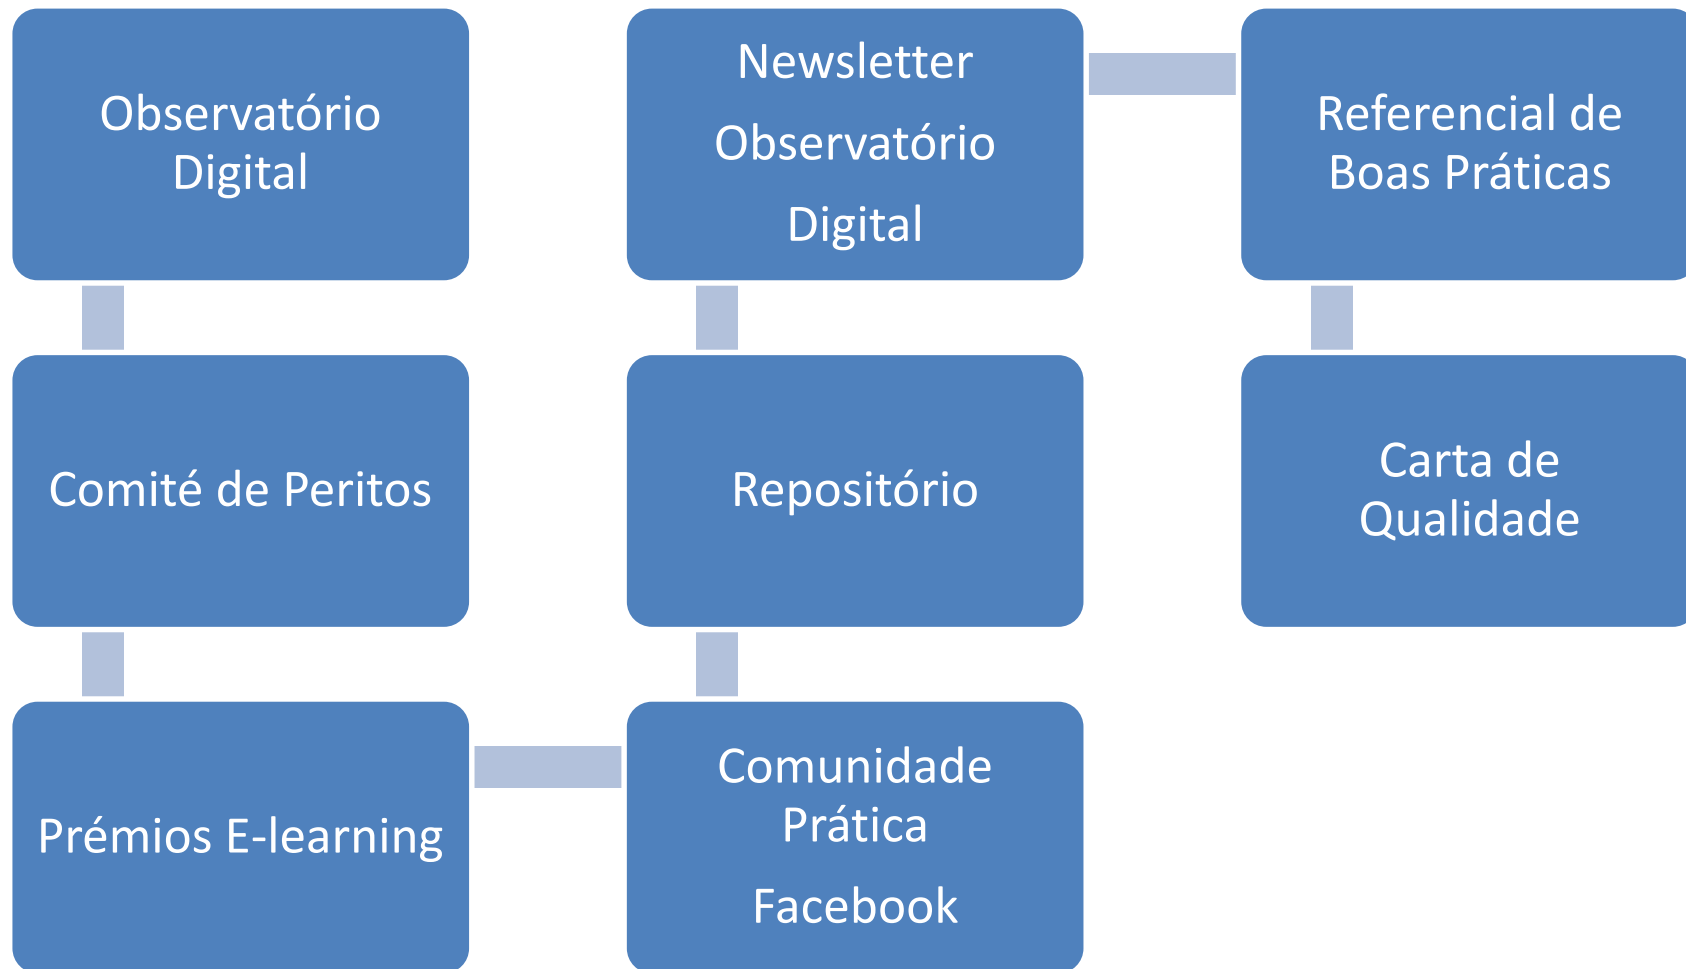 Observatório
Digital
Comité de Peritos
Prémios E-learning
Comunidade
Prática
Facebook
Repositório
Newsletter
Observatório
Digital
Referencial de
Boas Práticas
Carta de
Qualidade